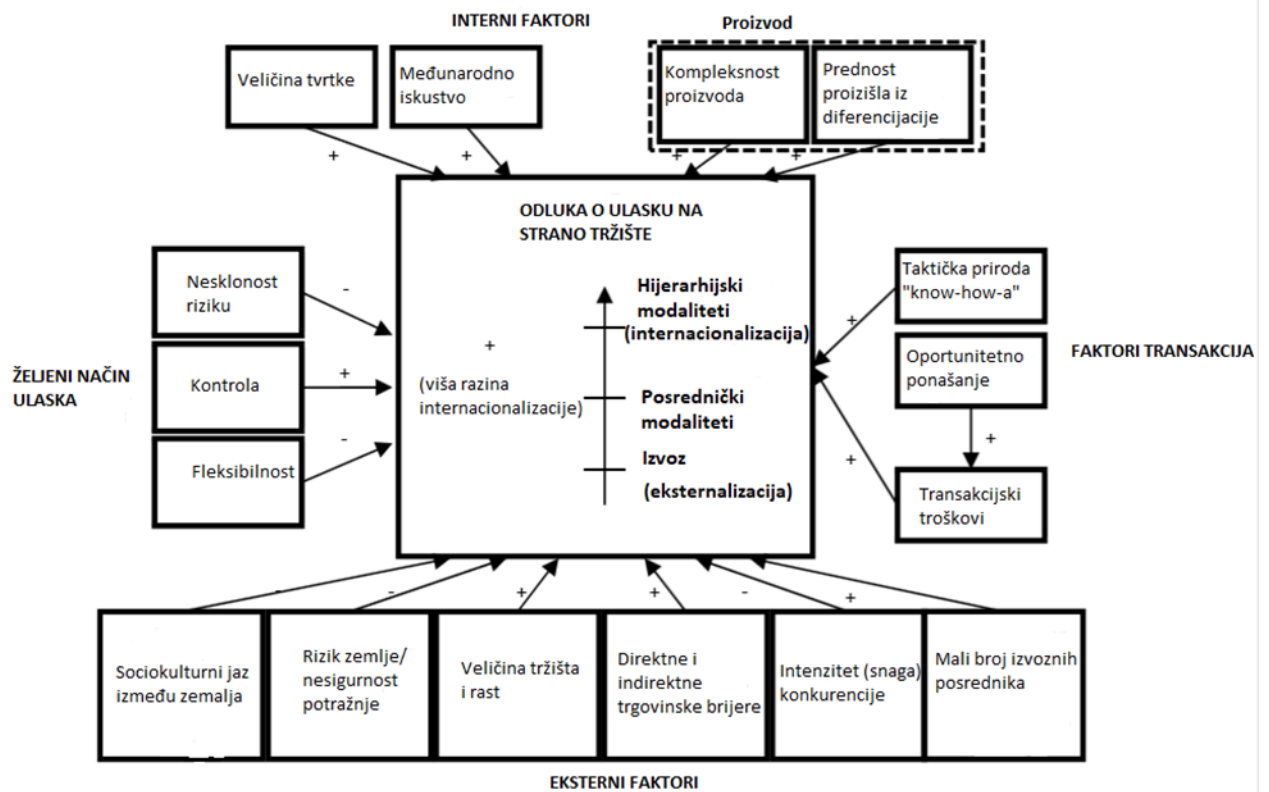 INTERNI FAKTORI
Proizvod
Veličina tvrtke
Međunarodno
iskustvo
Kompleksnost
proizvoda
Prednost
proizišla iz
diferencijacije
+
+
+
+
ODLUKA O ULASKU NA
STRANO TRŽIŠTE
ŽELJENI NAČIN
ULASKA
Nesklonost
riziku
-
Kontrola
+
Fleksibilnost
-
+
(viša razina
internacionalizacije)
Hijerarhijski
modaliteti
(internacionalizacija)
Posrednički
modaliteti
Izvoz
(eksternalizacija)
Taktička priroda
"know-how-a"
+
Oportunitetno
ponašanje
+
+
Transakcijski
troškovi
FAKTORI TRANSAKCIJA
-
-
+
+
-
+
Sociokulturni jaz
između zemalja
Rizik zemlje/
nesigurnost
potražnje
Veličina tržišta
i rast
Direktne i
indirektne
trgovinske brijere
Intenzitet (snaga)
konkurencije
Mali broj izvoznih
posrednika
EKSTERNI FAKTORI